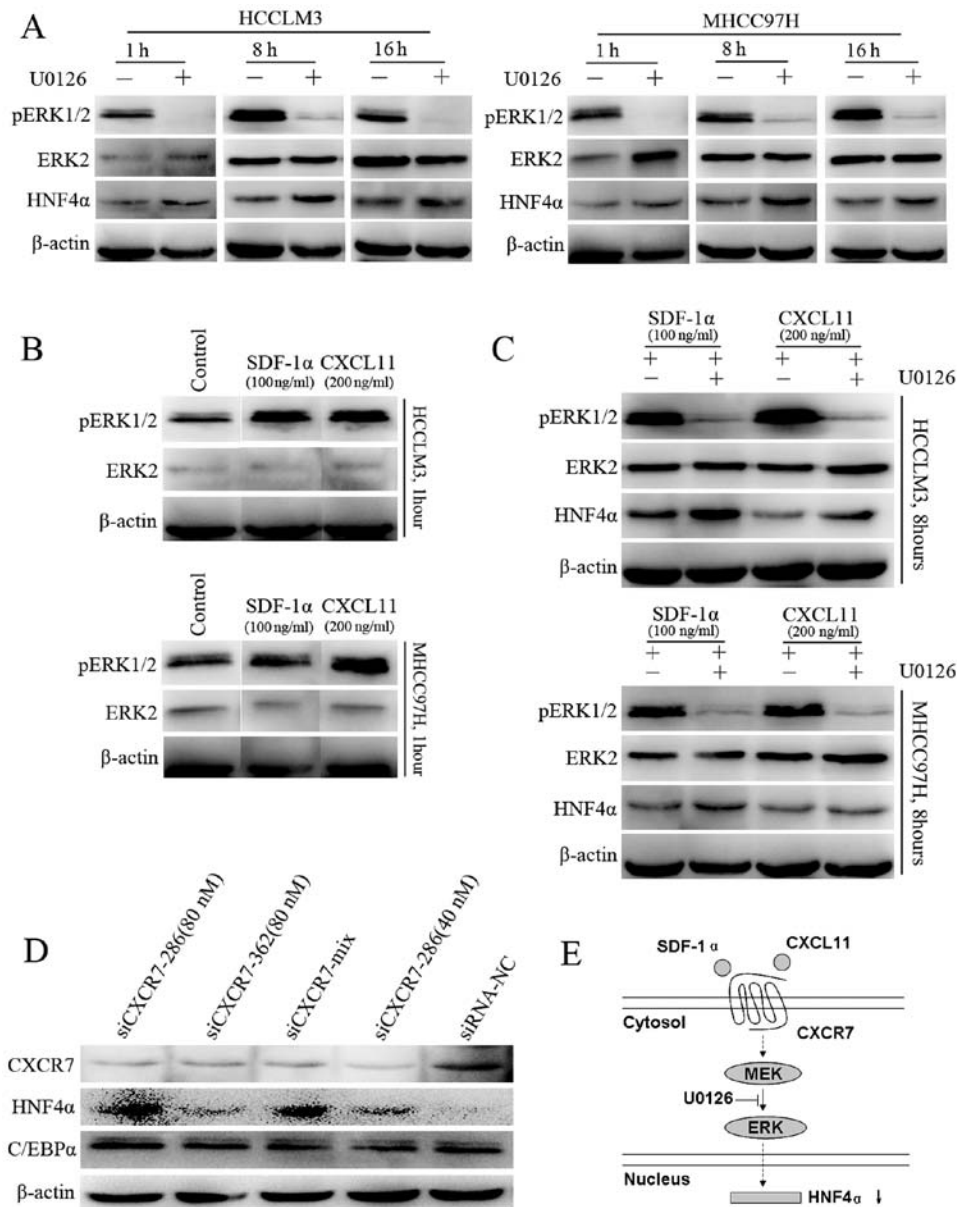 A
HCCLM3
1 h 8 h 16 h
U0126 − + − + − +
pERK1/2
ERK2
HNF4α
β-actin
MHCC97H
1 h 8 h 16 h
U0126 − + − + − +
pERK1/2
ERK2
HNF4α
β-actin
B
Control
SDF-1α CXCL11
(100 ng/ml) (200 ng/ml)
pERK1/2
ERK2
β-actin
HCCLM3, 1hour
Control
SDF-1α CXCL11
(100 ng/ml) (200 ng/ml)
pERK1/2
ERK2
β-actin
MHCC97H, 1hour
C
SDF-1α CXCL11
(100 ng/ml) (200 ng/ml)
+ + + +
− + − + U0126
pERK1/2
ERK2
HNF4α
β-actin
HCCLM3, 8hours
SDF-1α CXCL11
(100 ng/ml) (200 ng/ml)
+ + + +
− + − + U0126
pERK1/2
ERK2
HNF4α
β-actin
MHCC97H, 8hours
D
siCXCR7-286(80 nM)
siCXCR7-362(80 nM)
siCXCR7-mix
siCXCR7-286(40 nM)
siRNA-NC
CXCR7
HNF4α
C/EBPα
β-actin
E
SDF-1 α CXCL11
Cytosol
CXCR7
MEK
U0126
ERK
Nucleus
HNF4α ↓